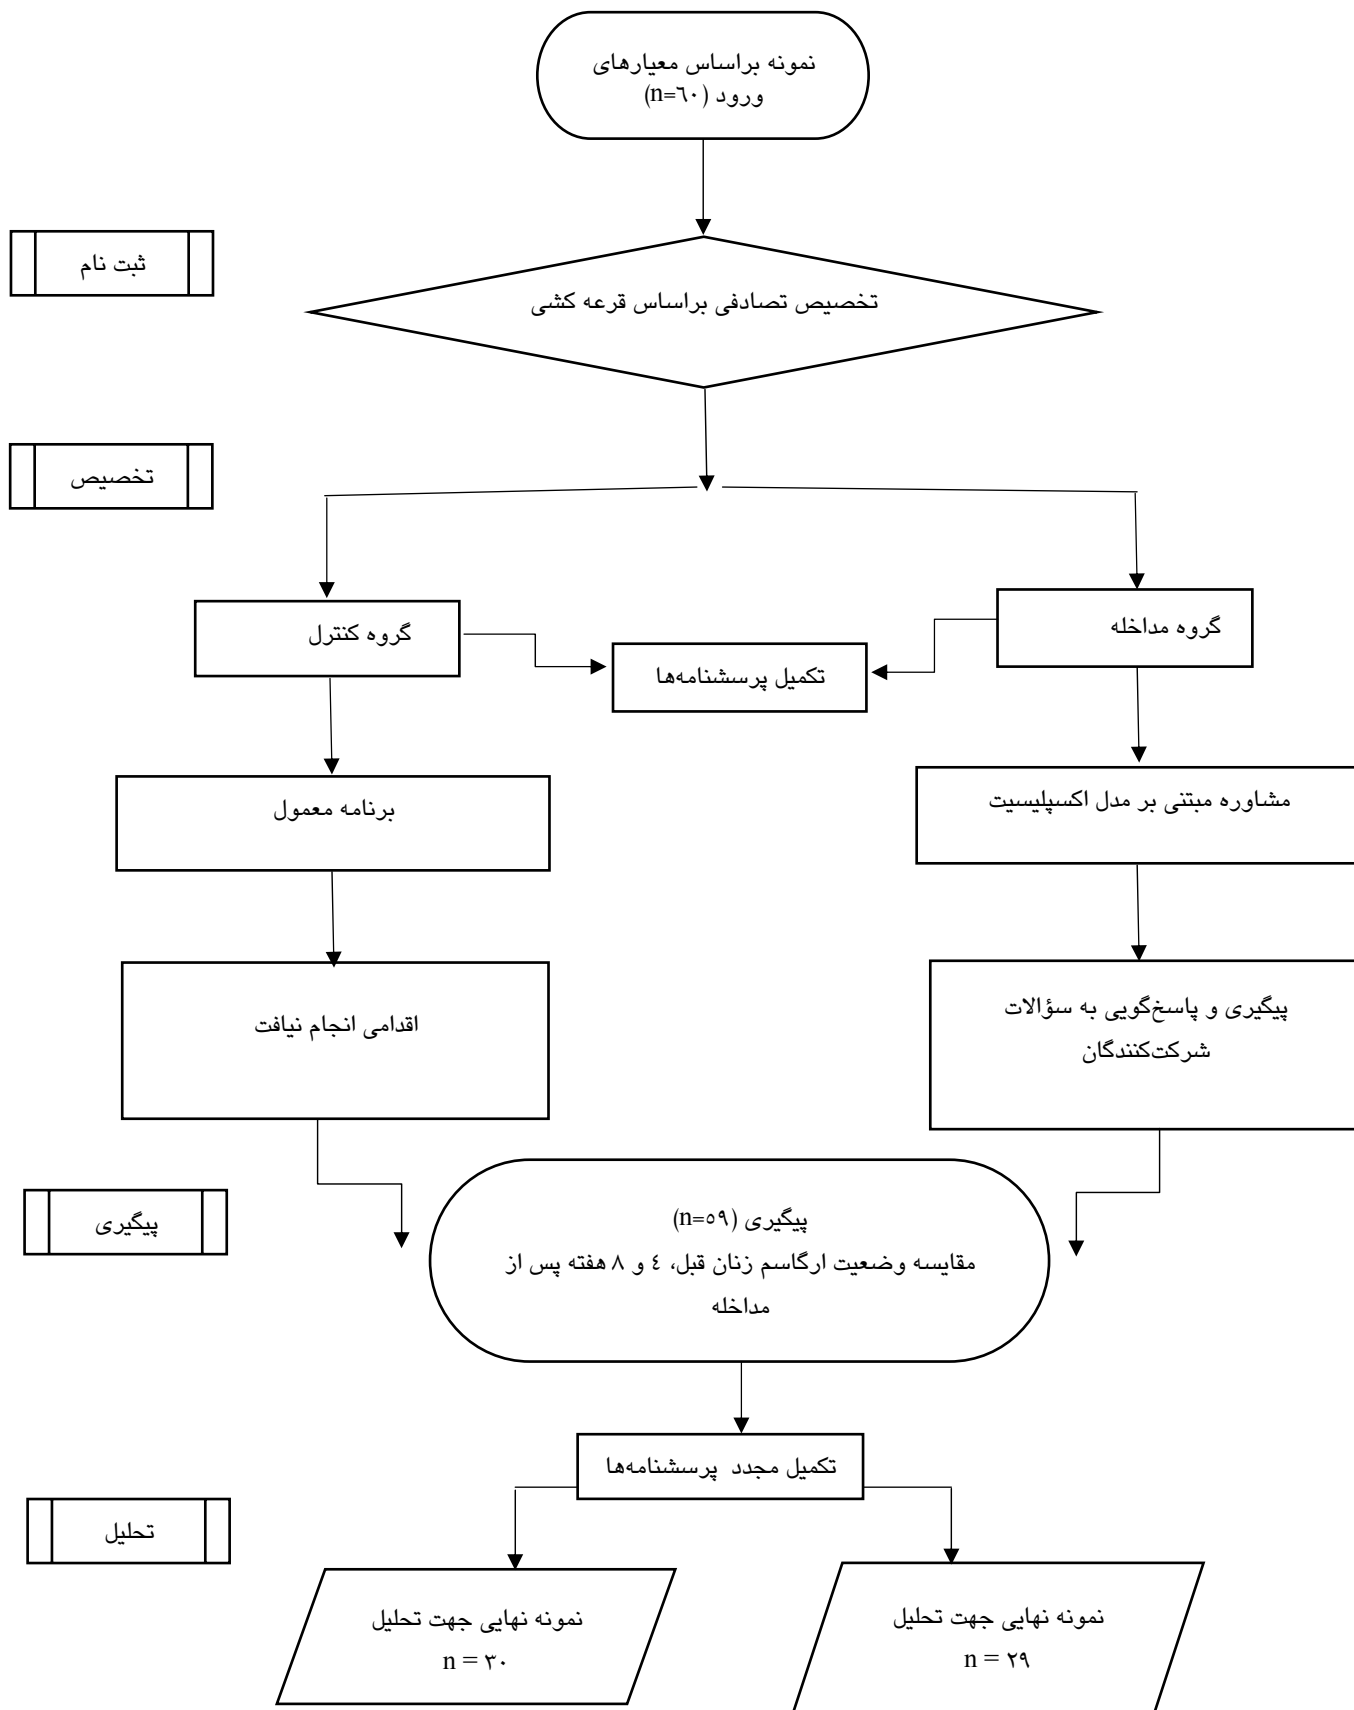 نمونه براساس معیارهای
ورود (n=٦٠)
ثبت نام
تخصیص تصادفی براساس قرعه کشی
تخصیص
گروه مداخله
گروه کنترل
تکمیل پرسشنامه‌ها
مشاوره مبتنی بر مدل اکسپلیسیت
برنامه معمول
پیگیری و پاسخ‌گویی به سؤالات
شرکت‌کنندگان
اقدامی انجام نیافت
پیگیری
پیگیری (n=٥٩)
مقایسه وضعیت ارگاسم زنان قبل، ٤ و ٨ هفته پس از
مداخله
تکمیل مجدد پرسشنامه‌ها
تحلیل
نمونه نهایی جهت تحلیل
n = ٢٩
نمونه نهایی جهت تحلیل
n = ٣٠